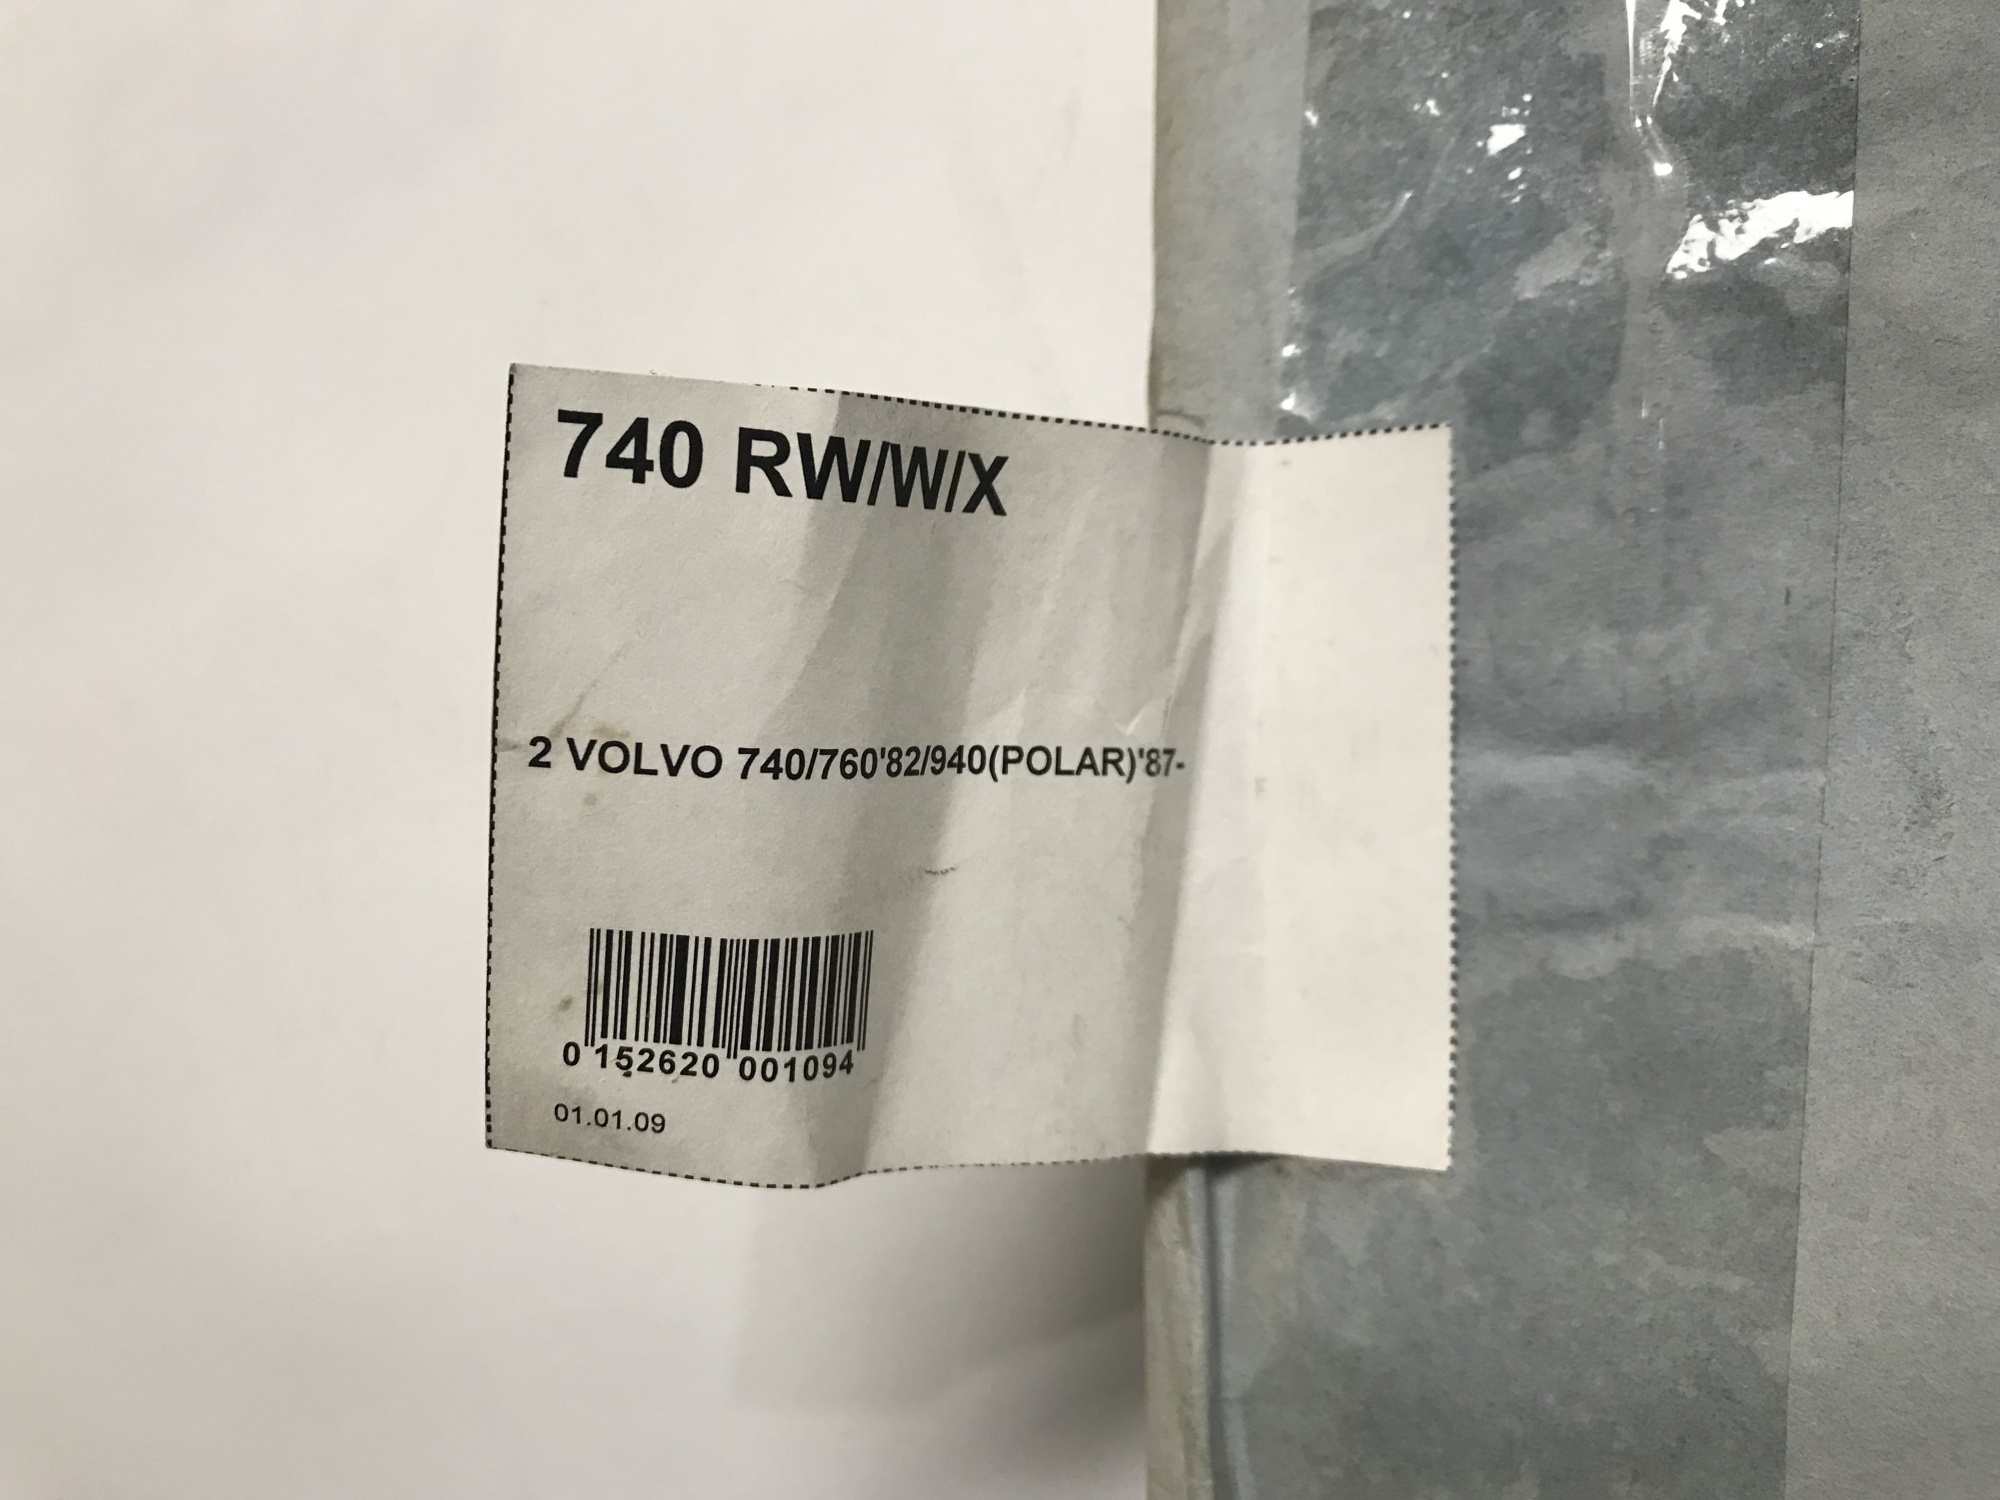 740 RW/W/X
2 VOLVO 740/760'82/940(POLAR)'87-
0 152620 001094
01.01.09